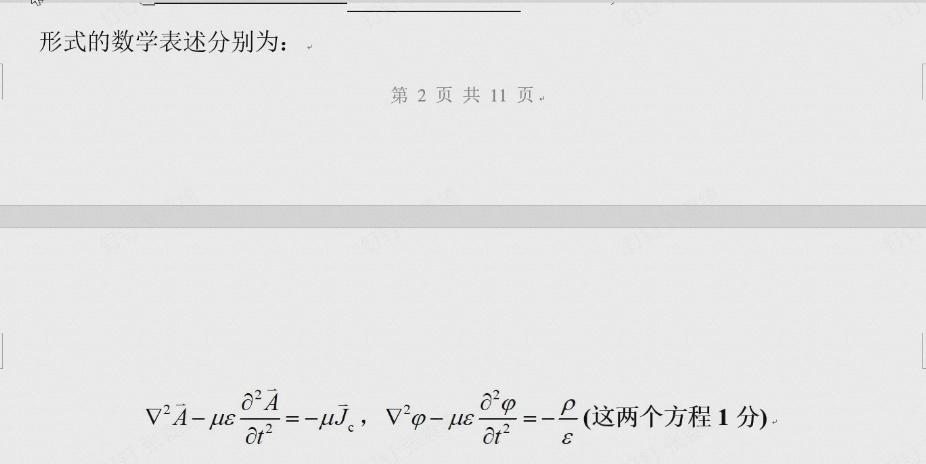 形式的数学表述分别为：
第 2 页 共 11 页
∇²A⃗ − με ∂²A⃗/∂t² = −μJ⃗c， ∇²φ − με ∂²φ/∂t² = −ρ/ε (这两个方程 1 分)